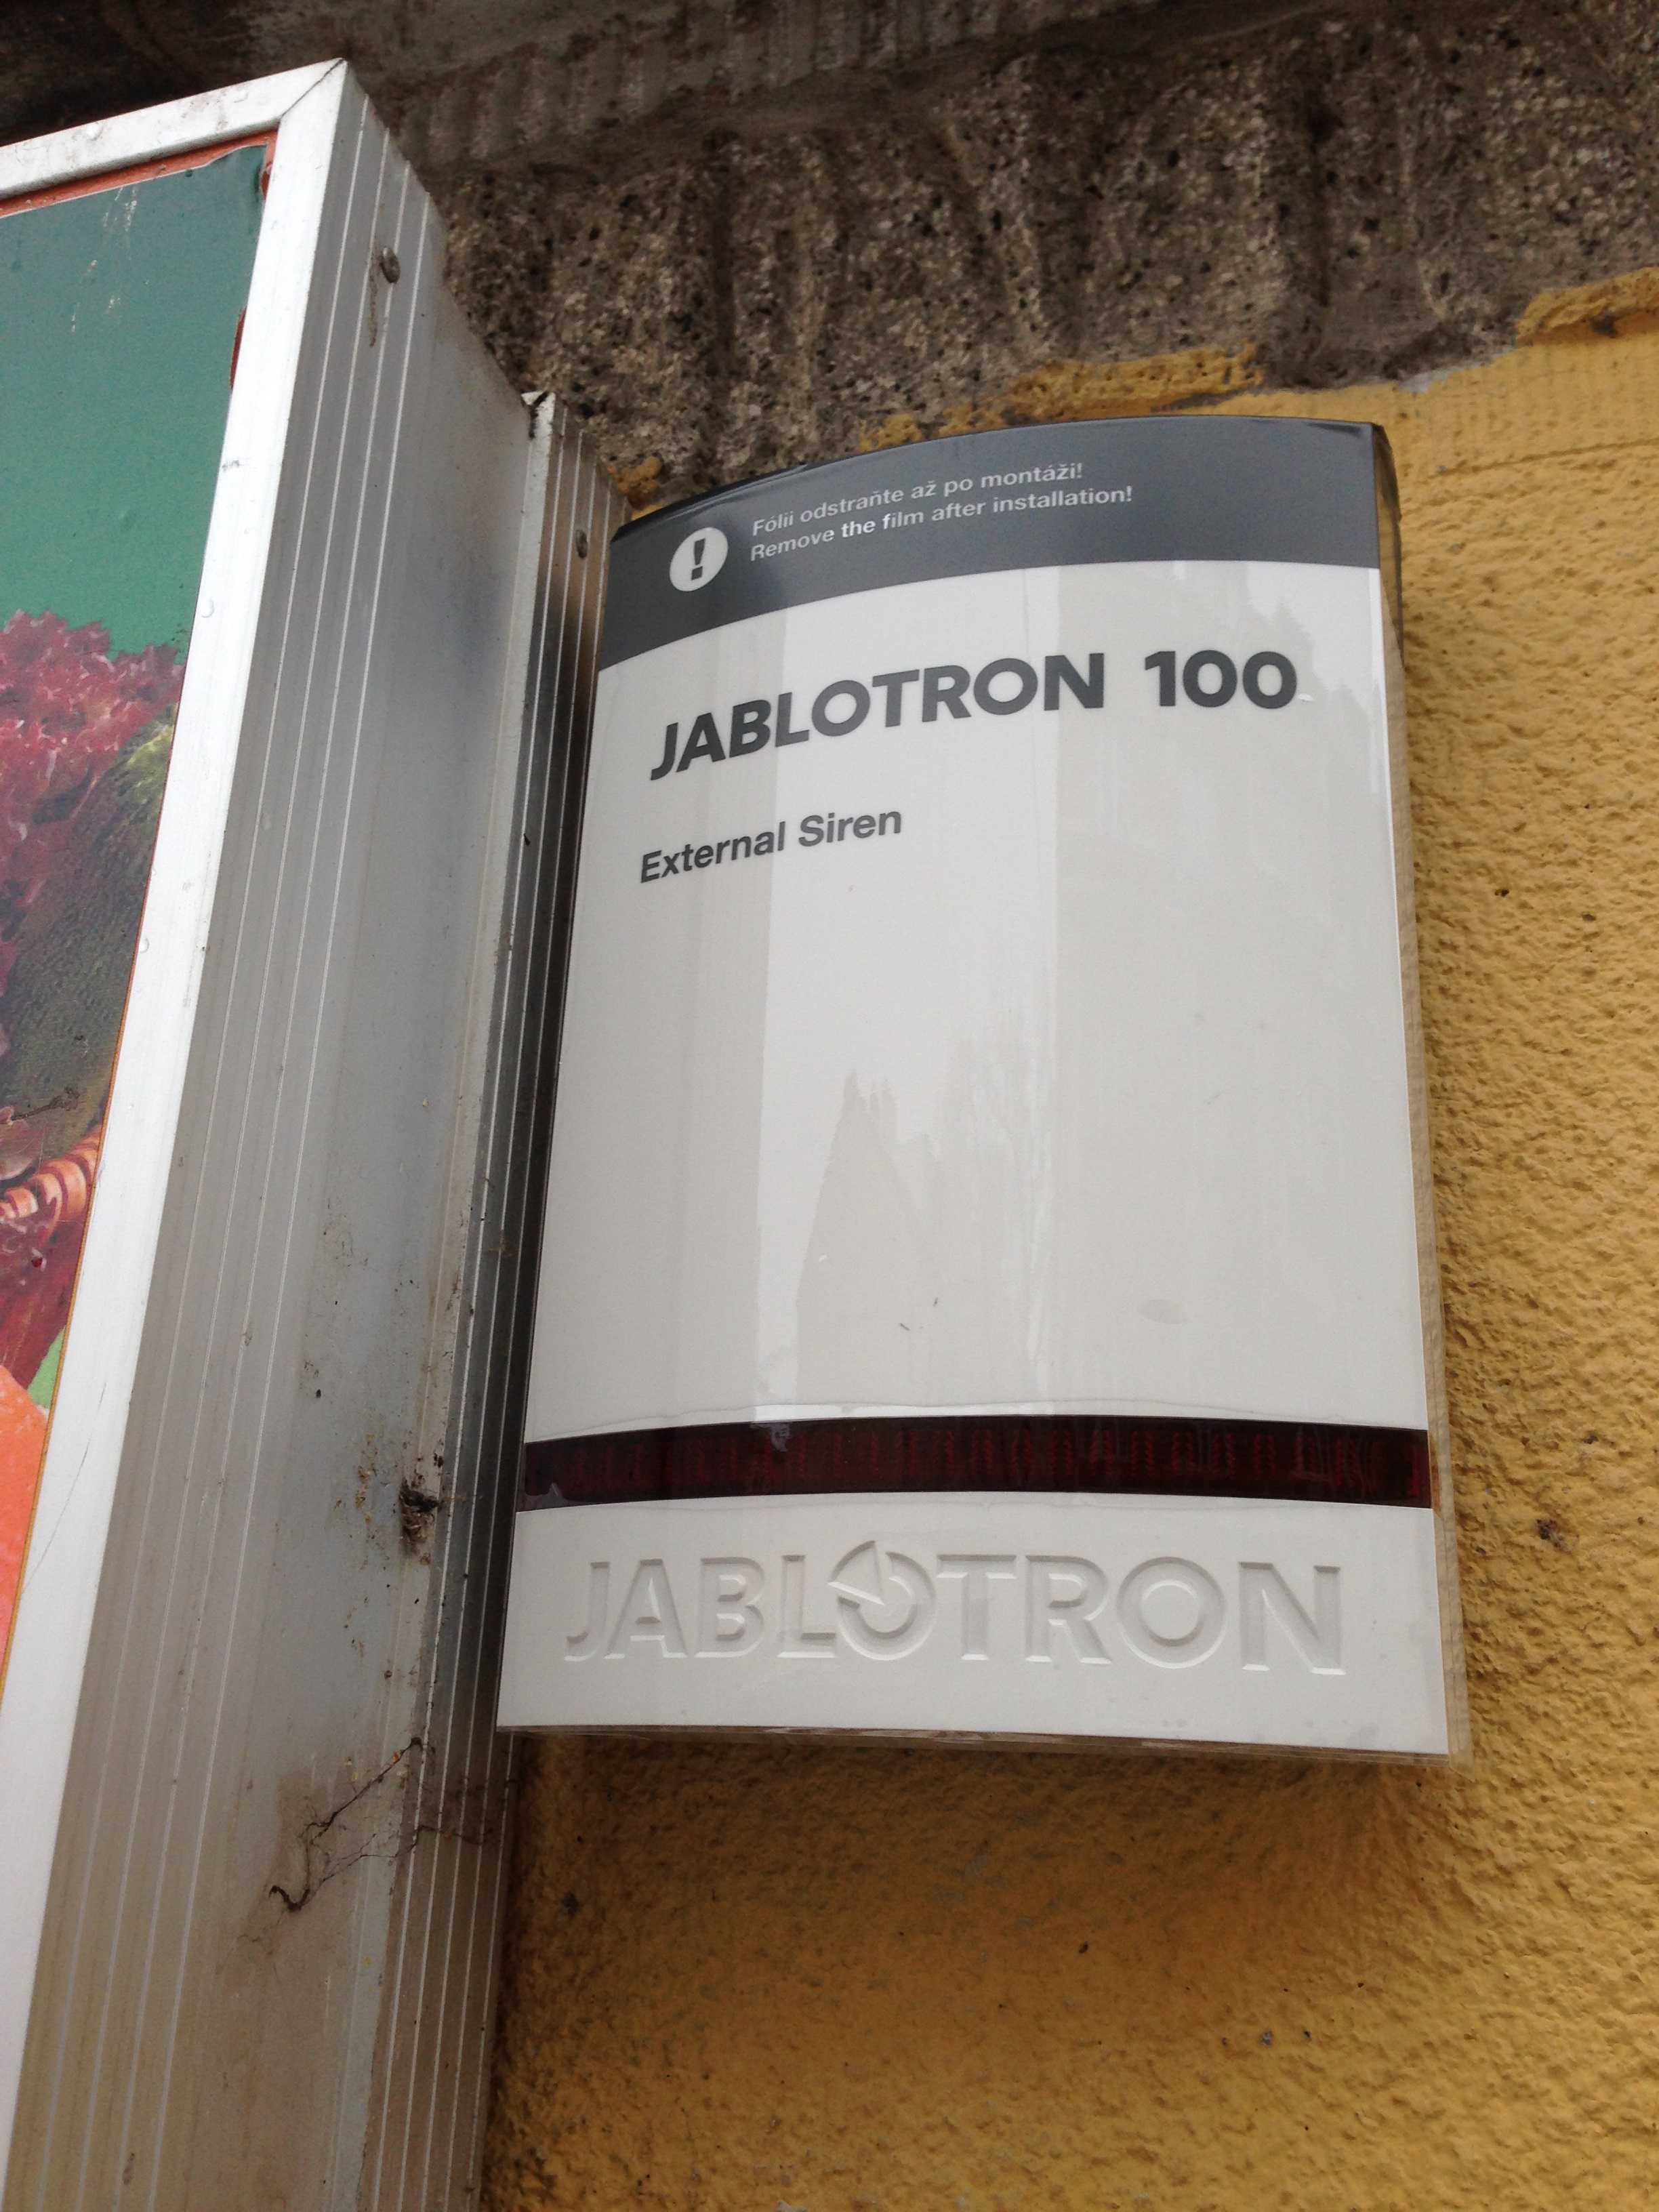 !
Fólii odstraňte až po montáži!
Remove the film after installation!
JABLOTRON 100
External Siren
JABLOTRON